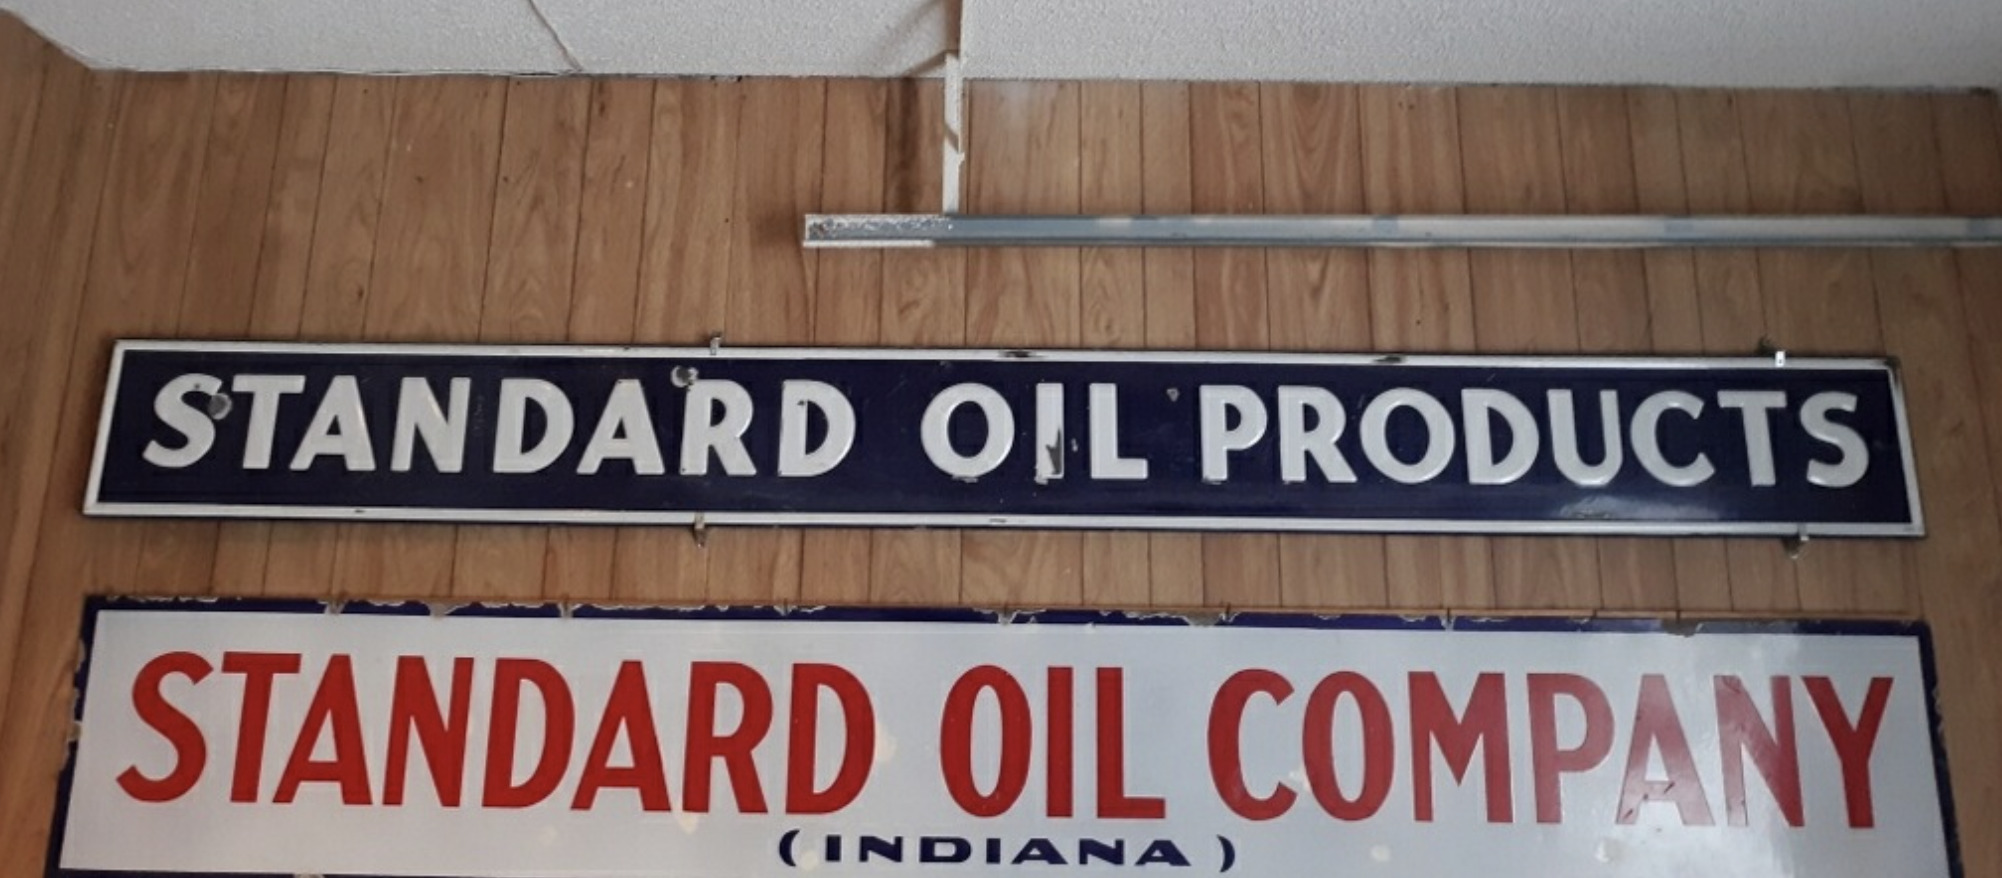 STANDARD OIL PRODUCTS
STANDARD OIL COMPANY
(INDIANA)